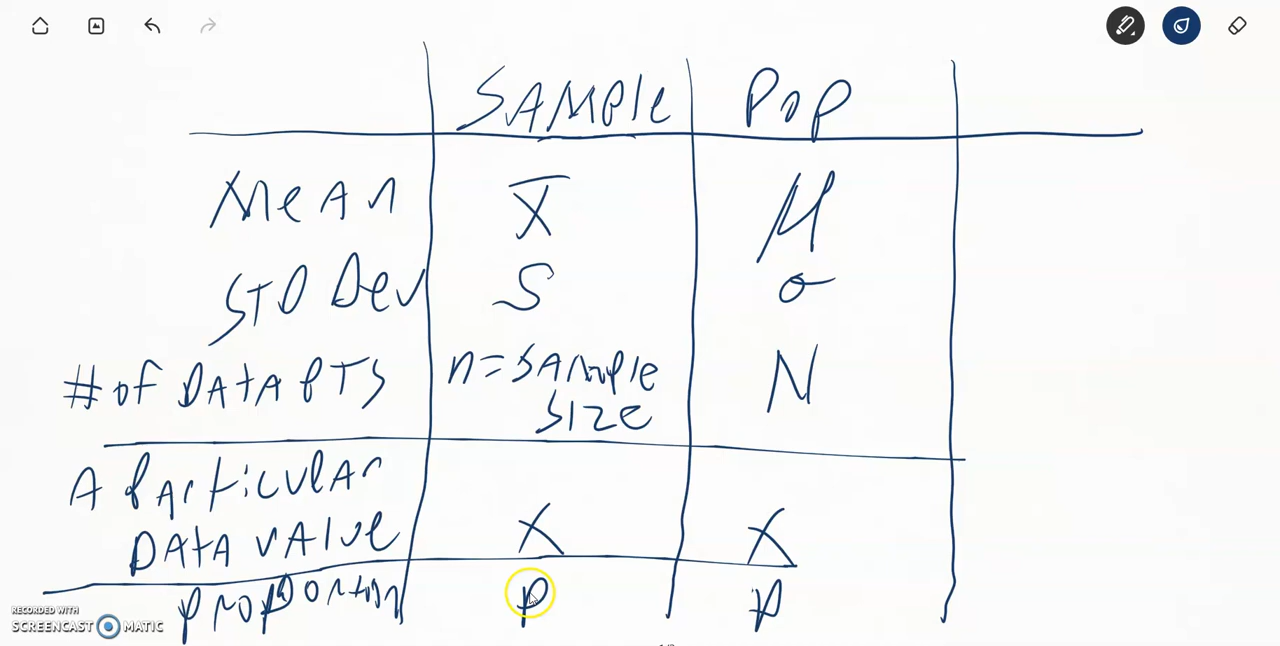 SAMPle POP
MeAn X̄ μ
STD Dev S σ
# of DATA PTS n = SAmple N
SIZE
A PArticulAr
DATA vAlue X X
proportion p p
RECORDED WITH
SCREENCAST MATIC